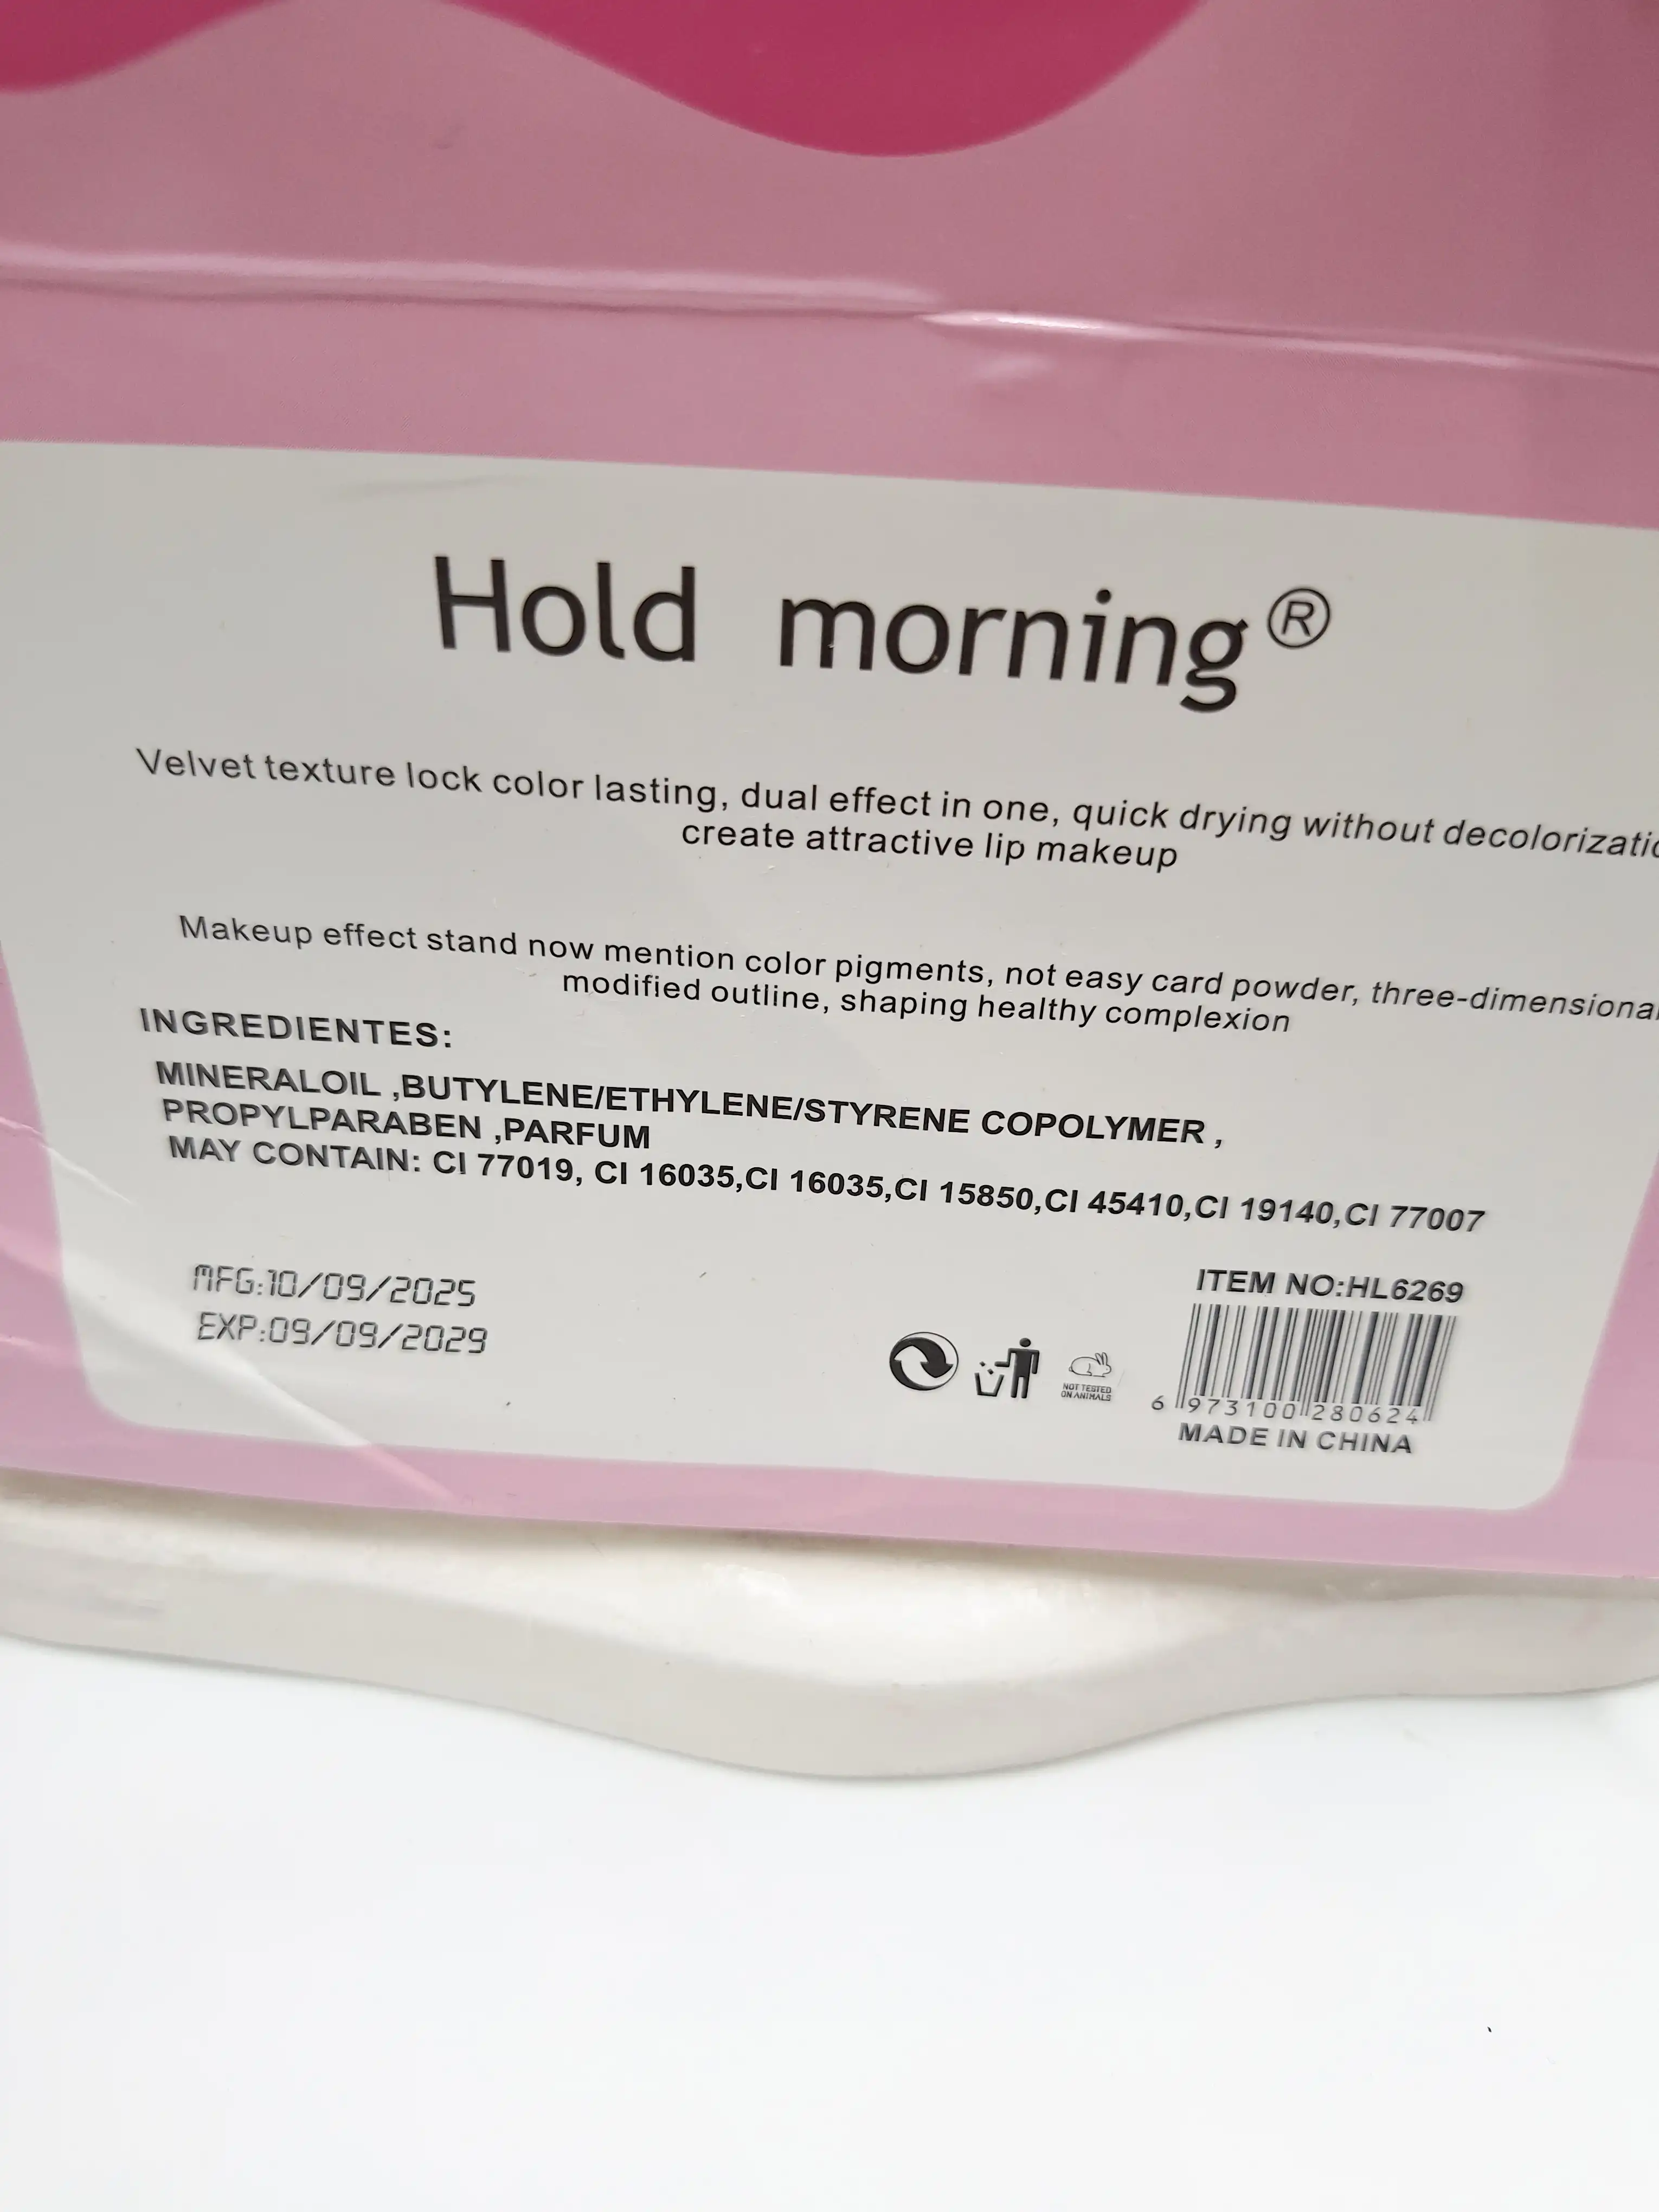 Hold morning®
Velvet texture lock color lasting, dual effect in one, quick drying without
create attractive lip makeup
Makeup effect stand now mention color pigments, not easy card powder, three-dimensional
modified outline, shaping healthy complexion
INGREDIENTES:
MINERALOIL ,BUTYLENE/ETHYLENE/STYRENE COPOLYMER ,
PROPYLPARABEN ,PARFUM
MAY CONTAIN: CI 77019, CI 16035,CI 16035,CI 15850,CI 45410,CI 19140,CI 77007
MFG:10/09/2025
EXP:09/09/2029
ITEM NO:HL6269
NOT TESTED
ON ANIMALS
6 973100 280624
MADE IN CHINA